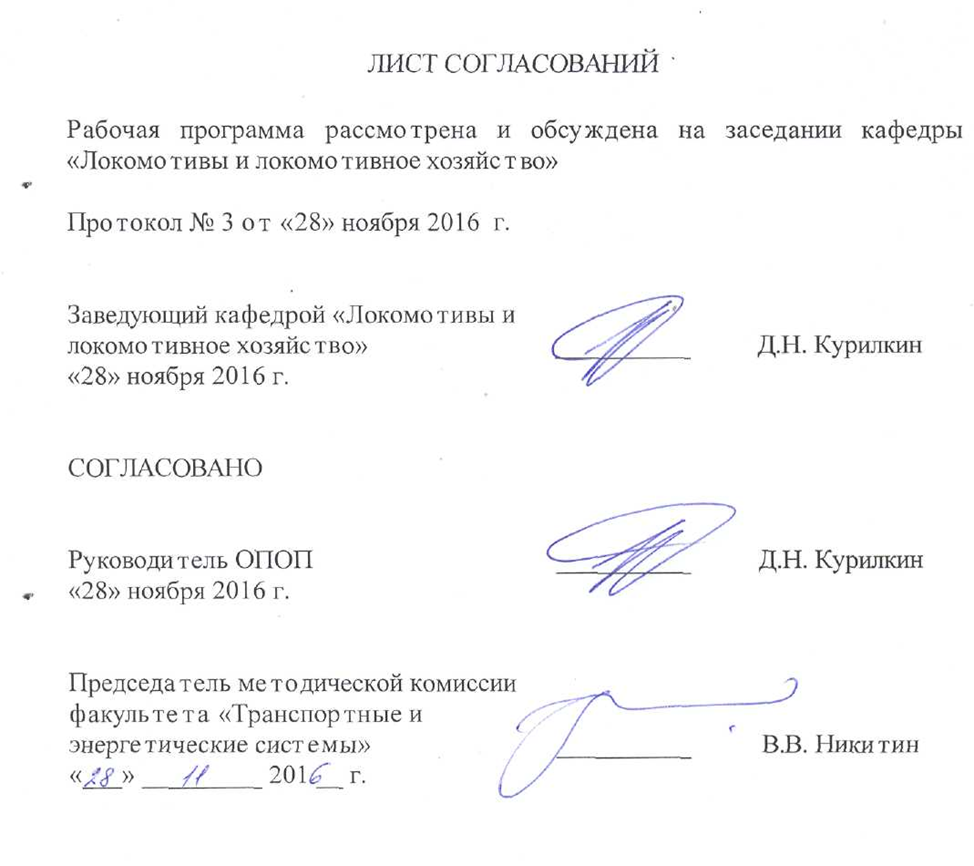 ЛИСТ СОГЛАСОВАНИЙ
Рабочая программа рассмотрена и обсуждена на заседании кафедры
«Локомотивы и локомотивное хозяйство»
Протокол № 3 от «28» ноября 2016 г.
Заведующий кафедрой «Локомотивы и
локомотивное хозяйство» Д.Н. Курилкин
«28» ноября 2016 г.
СОГЛАСОВАНО
Руководитель ОПОП Д.Н. Курилкин
«28» ноября 2016 г.
Председатель методической комиссии
факультета «Транспортные и
энергетические системы» В.В. Никитин
«28» 11 2016 г.